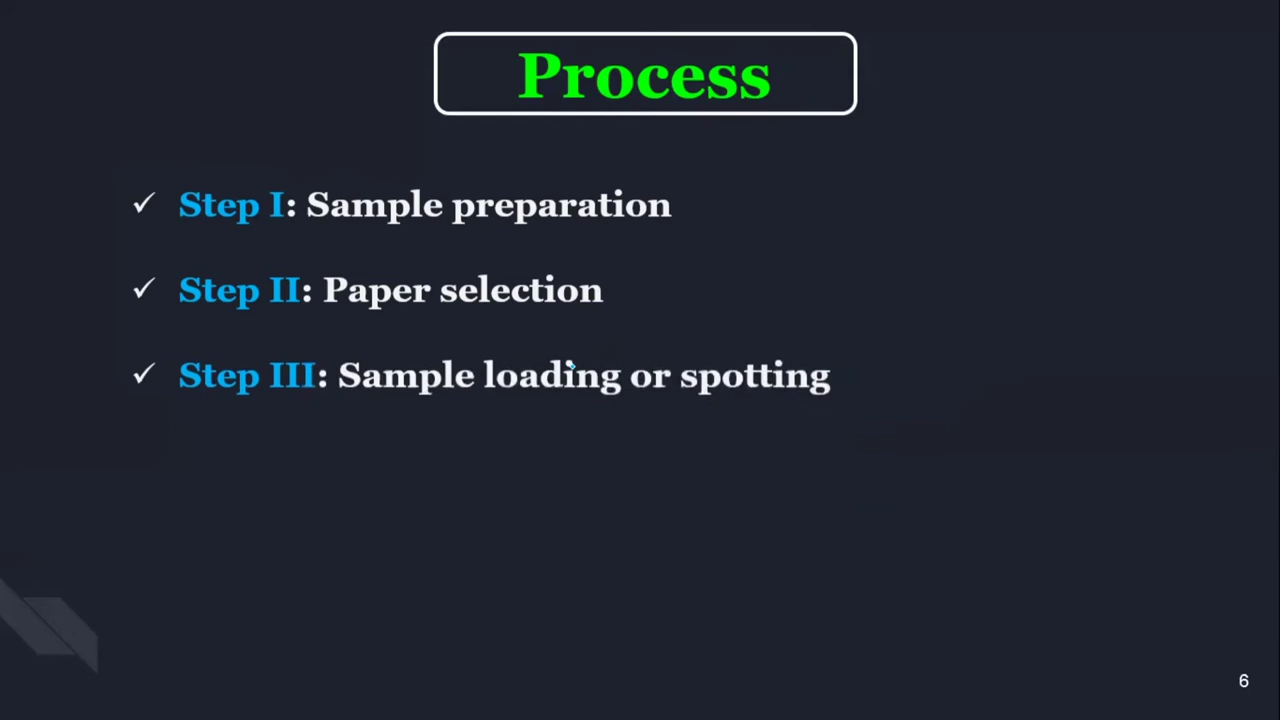 Process
✓ Step I: Sample preparation
✓ Step II: Paper selection
✓ Step III: Sample loading or spotting
6